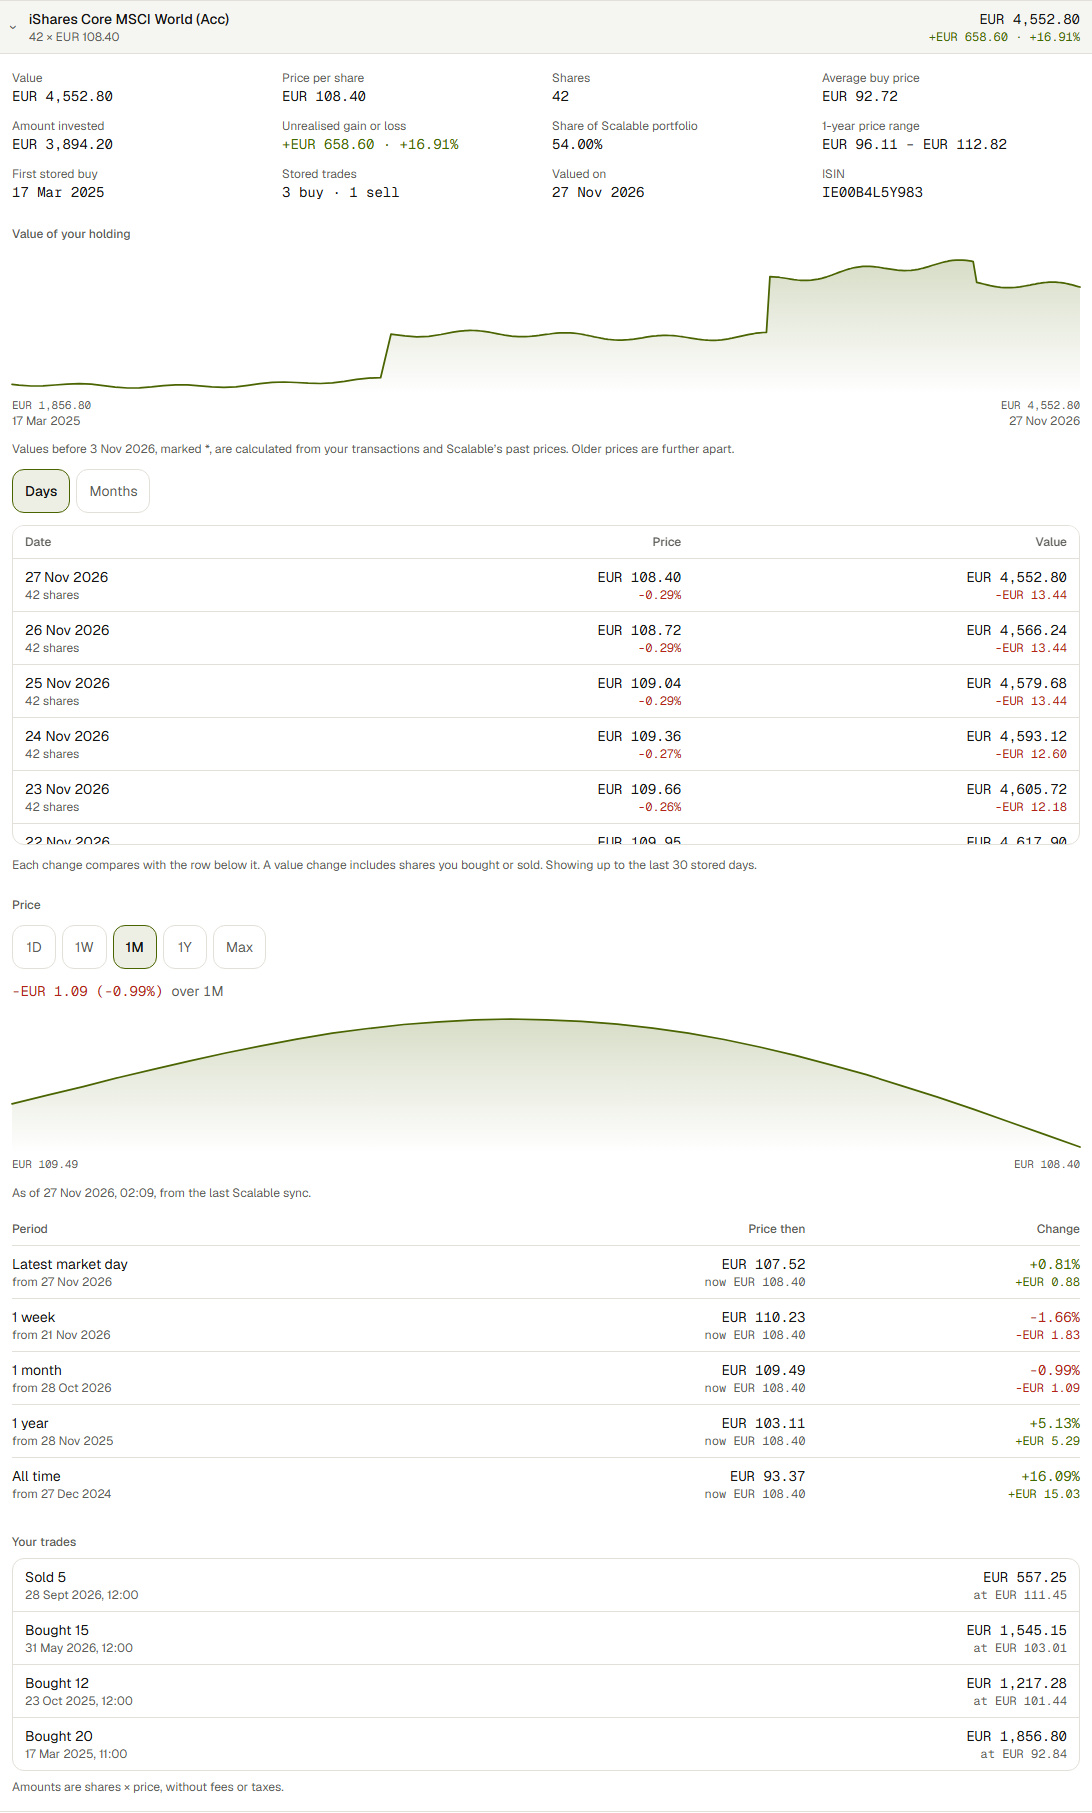 iShares Core MSCI World (Acc)
EUR 4,552.80
42 × EUR 108.40
+EUR 658.60 · +16.91%
Value
Price per share
Shares
Average buy price
EUR 4,552.80
EUR 108.40
42
EUR 92.72
Amount invested
Unrealised gain or loss
Share of Scalable portfolio
1-year price range
EUR 3,894.20
+EUR 658.60 · +16.91%
54.00%
EUR 96.11 – EUR 112.82
First stored buy
Stored trades
Valued on
ISIN
17 Mar 2025
3 buy · 1 sell
27 Nov 2026
IE00B4L5Y983
Value of your holding
EUR 1,856.80
EUR 4,552.80
17 Mar 2025
27 Nov 2026
Values before 3 Nov 2026, marked *, are calculated from your transactions and Scalable's past prices. Older prices are further apart.
Days
Months
Date
Price
Value
27 Nov 2026
EUR 108.40
EUR 4,552.80
42 shares
-0.29%
-EUR 13.44
26 Nov 2026
EUR 108.72
EUR 4,566.24
42 shares
-0.29%
-EUR 13.44
25 Nov 2026
EUR 109.04
EUR 4,579.68
42 shares
-0.29%
-EUR 13.44
24 Nov 2026
EUR 109.36
EUR 4,593.12
42 shares
-0.27%
-EUR 12.60
23 Nov 2026
EUR 109.66
EUR 4,605.72
42 shares
-0.26%
-EUR 12.18
22 Nov 2026
EUR 109.95
EUR 4,617.90
Each change compares with the row below it. A value change includes shares you bought or sold. Showing up to the last 30 stored days.
Price
1D
1W
1M
1Y
Max
-EUR 1.09 (-0.99%) over 1M
EUR 109.49
EUR 108.40
As of 27 Nov 2026, 02:09, from the last Scalable sync.
Period
Price then
Change
Latest market day
EUR 107.52
+0.81%
from 27 Nov 2026
now EUR 108.40
+EUR 0.88
1 week
EUR 110.23
-1.66%
from 21 Nov 2026
now EUR 108.40
-EUR 1.83
1 month
EUR 109.49
-0.99%
from 28 Oct 2026
now EUR 108.40
-EUR 1.09
1 year
EUR 103.11
+5.13%
from 28 Nov 2025
now EUR 108.40
+EUR 5.29
All time
EUR 93.37
+16.09%
from 27 Dec 2024
now EUR 108.40
+EUR 15.03
Your trades
Sold 5
EUR 557.25
28 Sept 2026, 12:00
at EUR 111.45
Bought 15
EUR 1,545.15
31 May 2026, 12:00
at EUR 103.01
Bought 12
EUR 1,217.28
23 Oct 2025, 12:00
at EUR 101.44
Bought 20
EUR 1,856.80
17 Mar 2025, 11:00
at EUR 92.84
Amounts are shares × price, without fees or taxes.